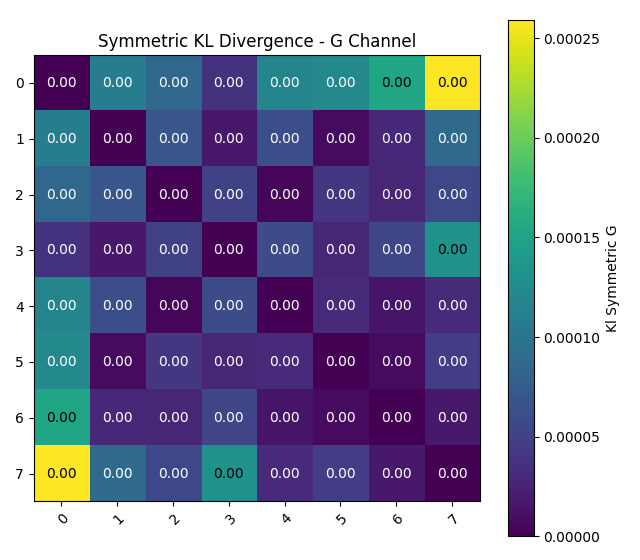 Symmetric KL Divergence - G Channel
0 0.00 0.00 0.00 0.00 0.00 0.00 0.00 0.00
1 0.00 0.00 0.00 0.00 0.00 0.00 0.00 0.00
2 0.00 0.00 0.00 0.00 0.00 0.00 0.00 0.00
3 0.00 0.00 0.00 0.00 0.00 0.00 0.00 0.00
4 0.00 0.00 0.00 0.00 0.00 0.00 0.00 0.00
5 0.00 0.00 0.00 0.00 0.00 0.00 0.00 0.00
6 0.00 0.00 0.00 0.00 0.00 0.00 0.00 0.00
7 0.00 0.00 0.00 0.00 0.00 0.00 0.00 0.00
0 1 2 3 4 5 6 7
0.00025
0.00020
0.00015
0.00010
0.00005
0.00000
Kl Symmetric G